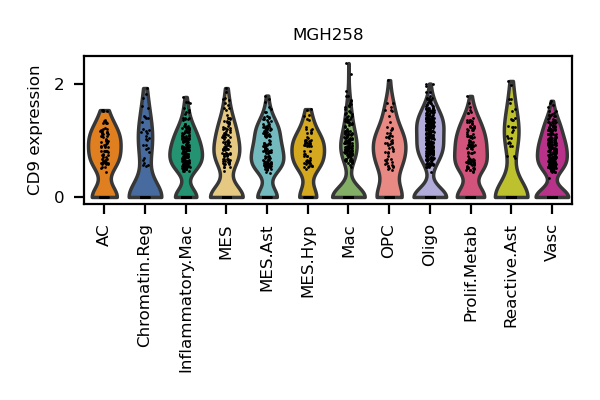 MGH258
CD9 expression
2
0
AC
Chromatin.Reg
Inflammatory.Mac
MES
MES.Ast
MES.Hyp
Mac
OPC
Oligo
Prolif.Metab
Reactive.Ast
Vasc